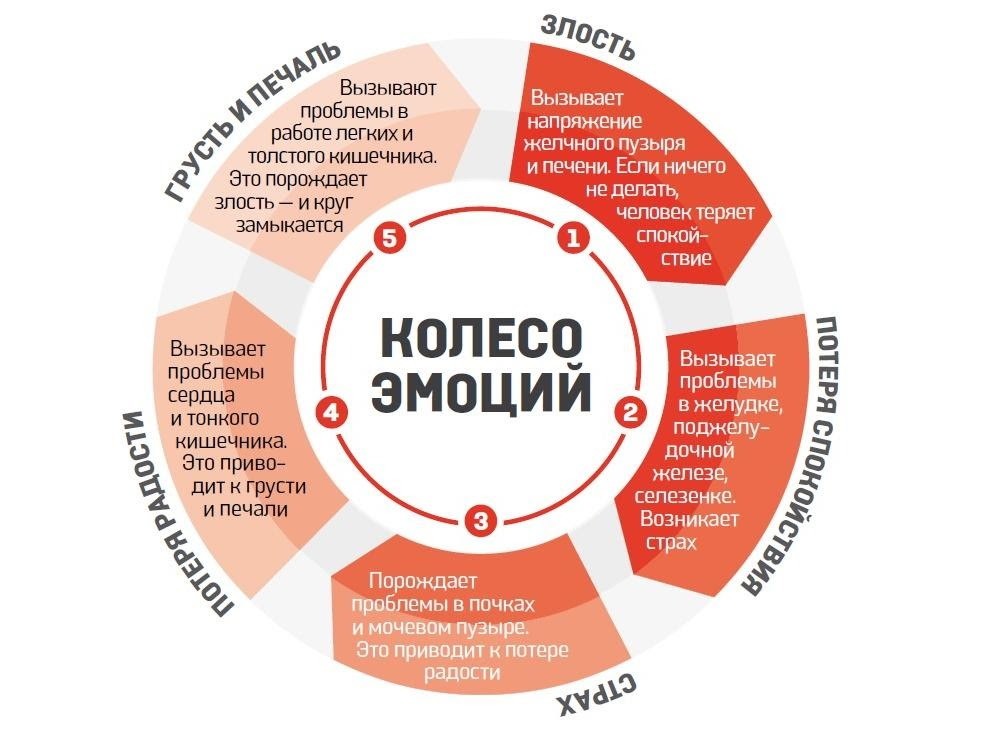 КОЛЕСО
ЭМОЦИЙ
ЗЛОСТЬ
1
Вызывает
напряжение
желчного пузыря
и печени. Если ничего
не делать,
человек теряет
спокой-
ствие
ПОТЕРЯ СПОКОЙСТВИЯ
2
Вызывает
проблемы
в желудке,
поджелу-
дочной
железе,
селезенке.
Возникает
страх
СТРАХ
3
Порождает
проблемы в почках
и мочевом пузыре.
Это приводит к потере
радости
ПОТЕРЯ РАДОСТИ
4
Вызывает
проблемы
сердца
и тонкого
кишечника.
Это приво-
дит к грусти
и печали
ГРУСТЬ И ПЕЧАЛЬ
5
Вызывают
проблемы в
работе легких и
толстого кишечника.
Это порождает
злость — и круг
замыкается